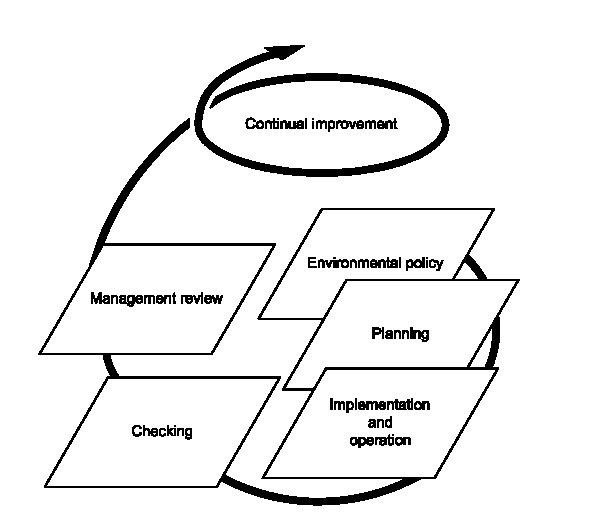 Continual improvement
Environmental policy
Management review
Planning
Implementation
and
operation
Checking